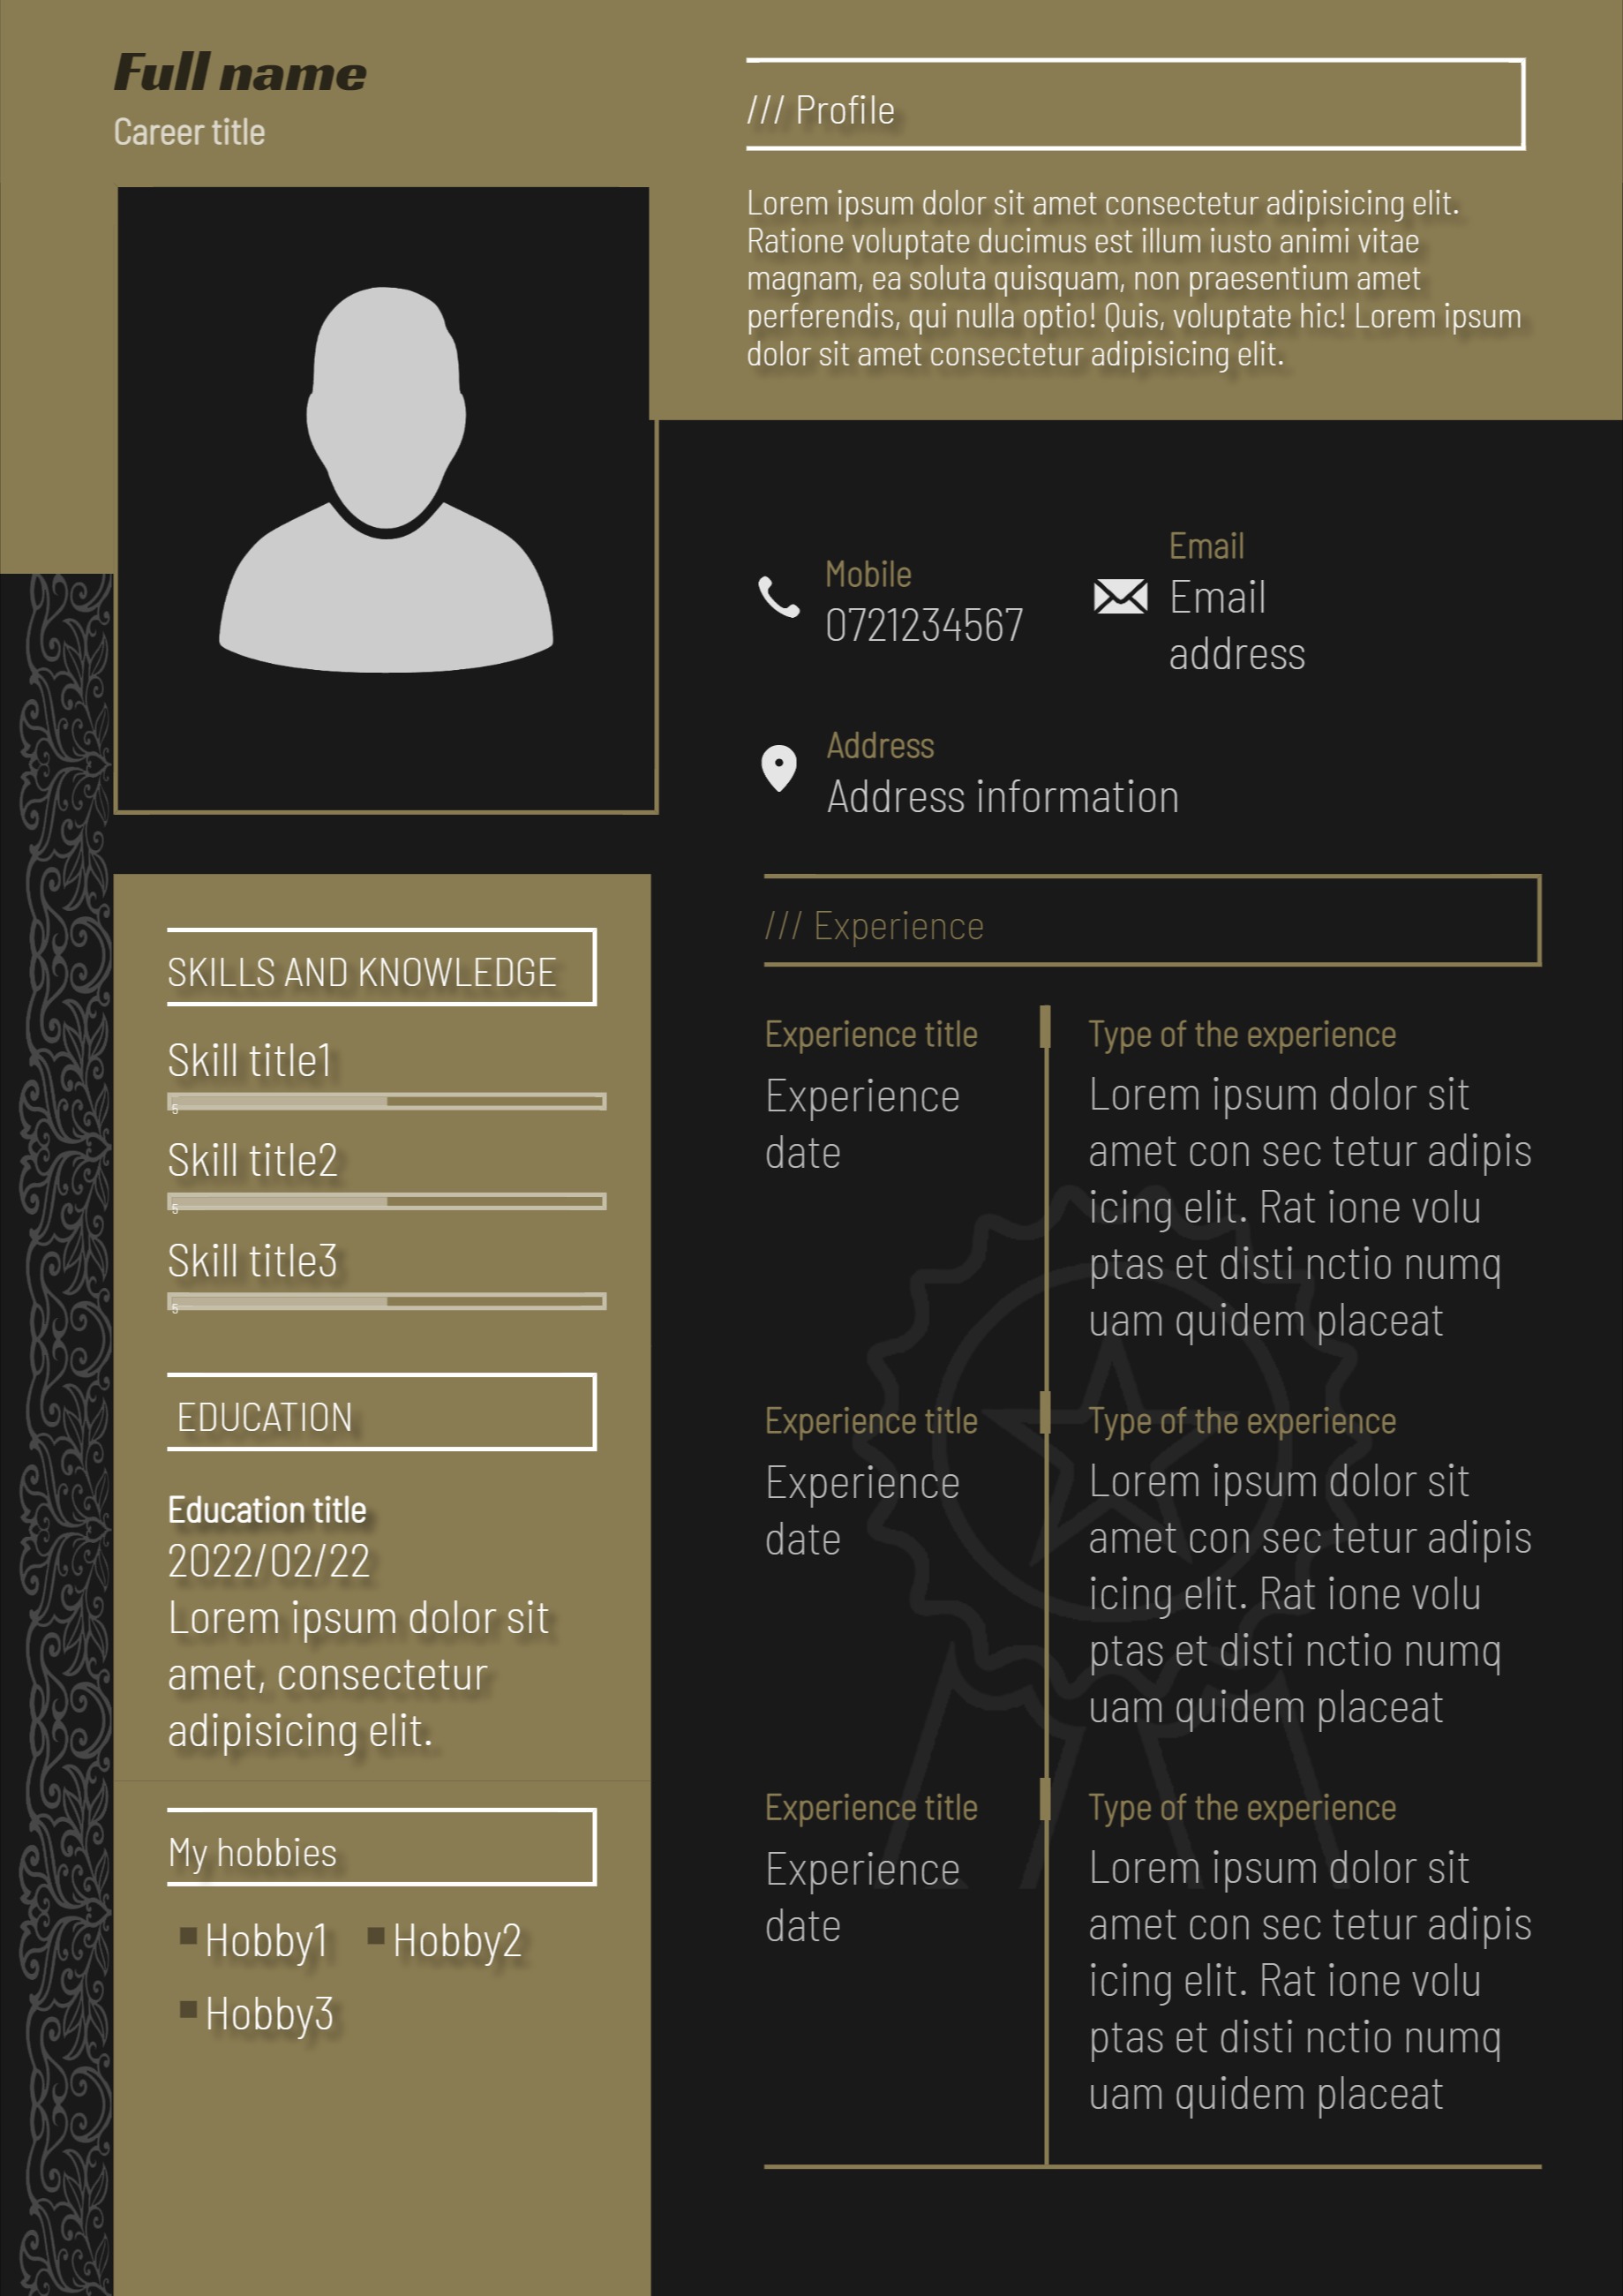 Full name
Career title
/// Profile
Lorem ipsum dolor sit amet consectetur adipisicing elit.
Ratione voluptate ducimus est illum iusto animi vitae
magnam, ea soluta quisquam, non praesentium amet
perferendis, qui nulla optio! Quis, voluptate hic! Lorem ipsum
dolor sit amet consectetur adipisicing elit.
Mobile
0721234567
Email
Email
address
Address
Address information
SKILLS AND KNOWLEDGE
Skill title1
5
Skill title2
5
Skill title3
5
EDUCATION
Education title
2022/02/22
Lorem ipsum dolor sit
amet, consectetur
adipisicing elit.
My hobbies
Hobby1
Hobby2
Hobby3
/// Experience
Experience title
Experience
date
Type of the experience
Lorem ipsum dolor sit
amet con sec tetur adipis
icing elit. Rat ione volu
ptas et disti nctio numq
uam quidem placeat
Experience title
Experience
date
Type of the experience
Lorem ipsum dolor sit
amet con sec tetur adipis
icing elit. Rat ione volu
ptas et disti nctio numq
uam quidem placeat
Experience title
Experience
date
Type of the experience
Lorem ipsum dolor sit
amet con sec tetur adipis
icing elit. Rat ione volu
ptas et disti nctio numq
uam quidem placeat